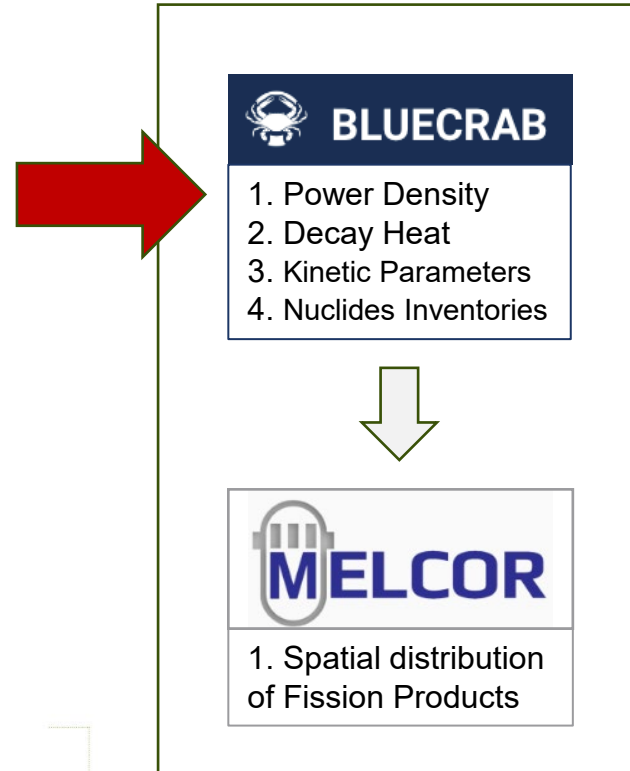 BLUECRAB
1. Power Density
2. Decay Heat
3. Kinetic Parameters
4. Nuclides Inventories
MELCOR
1. Spatial distribution
of Fission Products